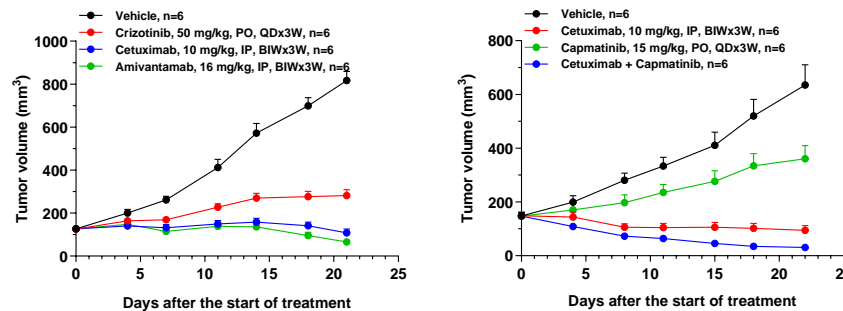 Vehicle, n=6
Crizotinib, 50 mg/kg, PO, QDx3W, n=6
Cetuximab, 10 mg/kg, IP, BIWx3W, n=6
Amivantamab, 16 mg/kg, IP, BIWx3W, n=6
Tumor volume (mm3)
1000
800
600
400
200
0
0
5
10
15
20
25
Days after the start of treatment
Vehicle, n=6
Cetuximab, 10 mg/kg, IP, BIWx3W, n=6
Capmatinib, 15 mg/kg, PO, QDx3W, n=6
Cetuximab + Capmatinib, n=6
Tumor volume (mm3)
800
600
400
200
0
0
5
10
15
20
25
Days after the start of treatment